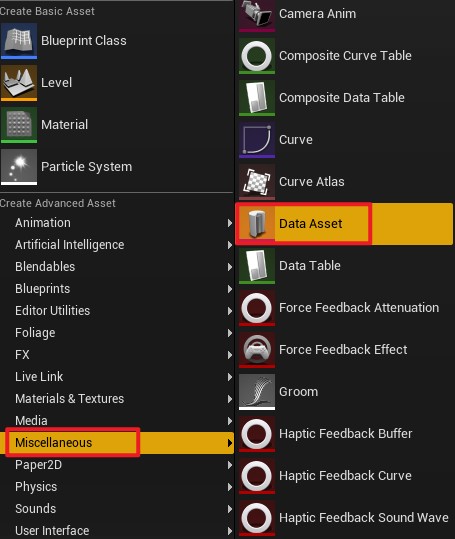 Create Basic Asset
Blueprint Class
Level
Material
Particle System
Create Advanced Asset
Animation
Artificial Intelligence
Blendables
Blueprints
Editor Utilities
Foliage
FX
Live Link
Materials & Textures
Media
Miscellaneous
Paper2D
Physics
Sounds
User Interface
Camera Anim
Composite Curve Table
Composite Data Table
Curve
Curve Atlas
Data Asset
Data Table
Force Feedback Attenuation
Force Feedback Effect
Groom
Haptic Feedback Buffer
Haptic Feedback Curve
Haptic Feedback Sound Wave